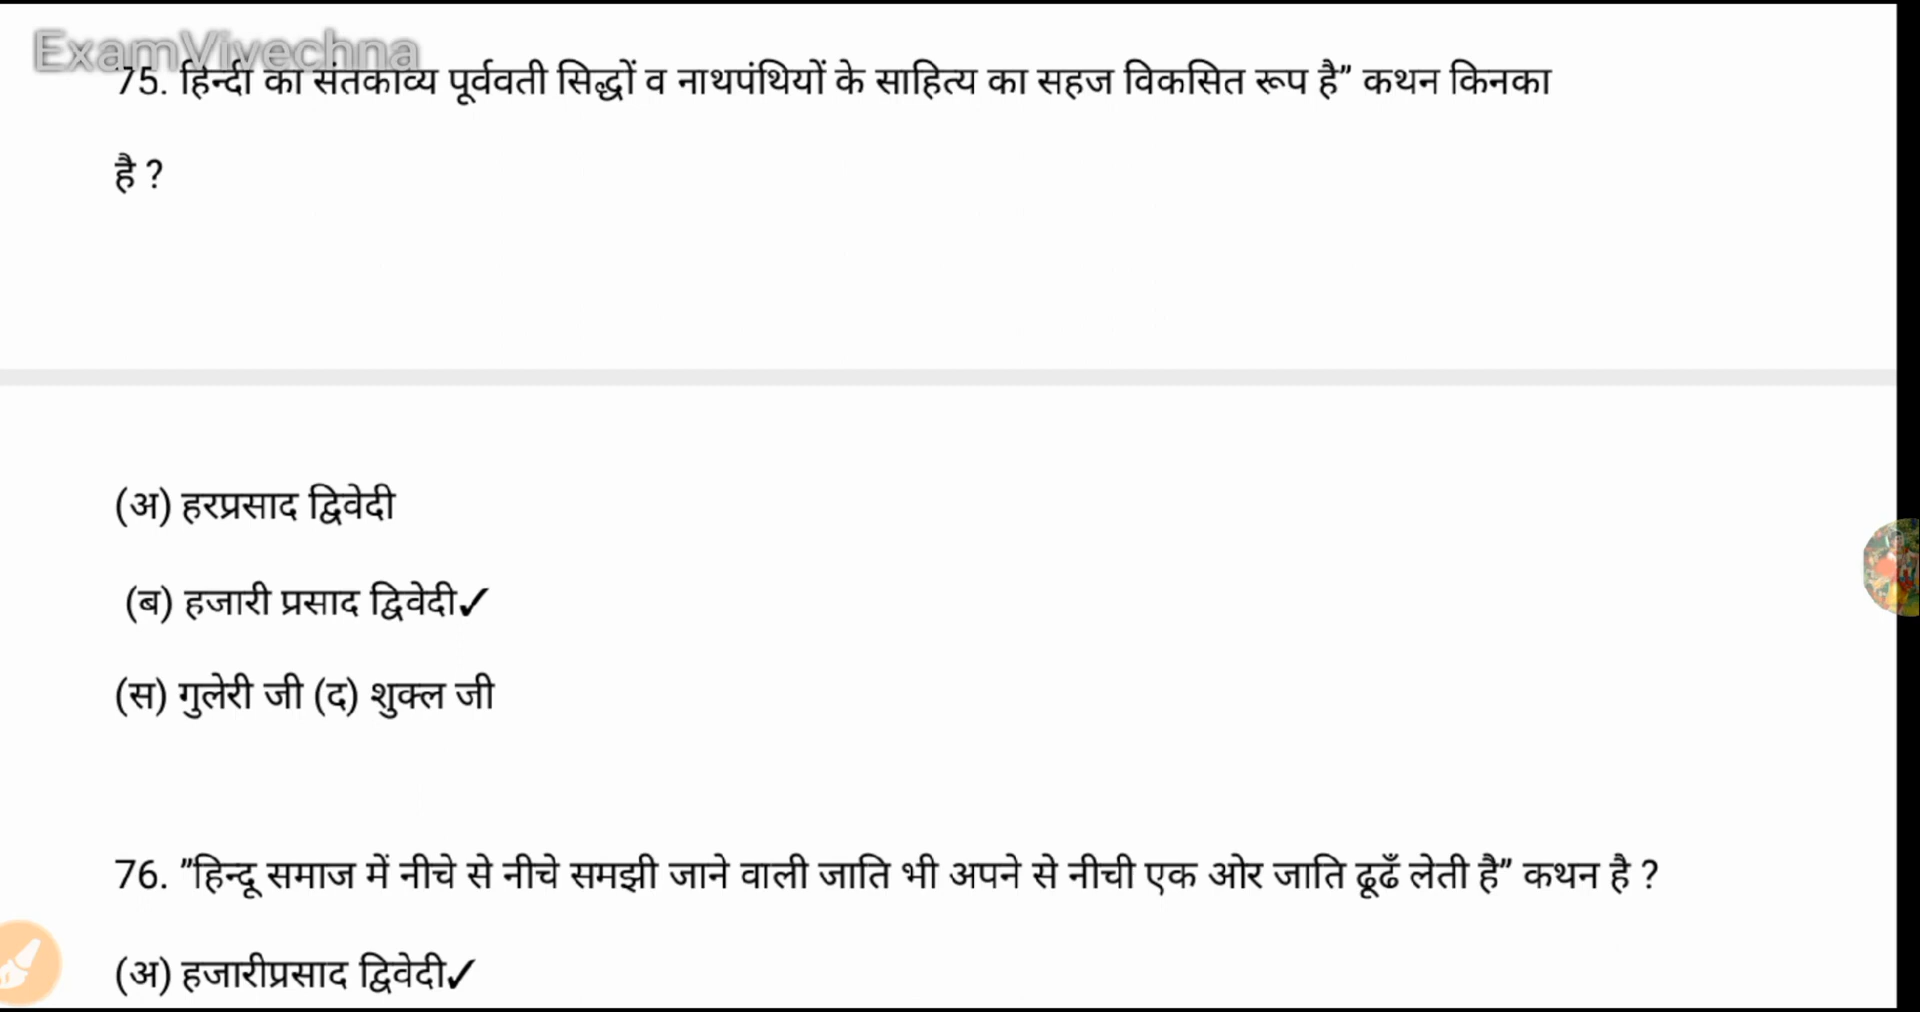 ExamVivechna
75. हिन्दी का संतकाव्य पूर्ववती सिद्धों व नाथपंथियों के साहित्य का सहज विकसित रूप है” कथन किनका
है ?
(अ) हरप्रसाद द्विवेदी
(ब) हजारी प्रसाद द्विवेदी✓
(स) गुलेरी जी (द) शुक्ल जी
76. "हिन्दू समाज में नीचे से नीचे समझी जाने वाली जाति भी अपने से नीची एक ओर जाति ढूढँ लेती है” कथन है ?
(अ) हजारीप्रसाद द्विवेदी✓